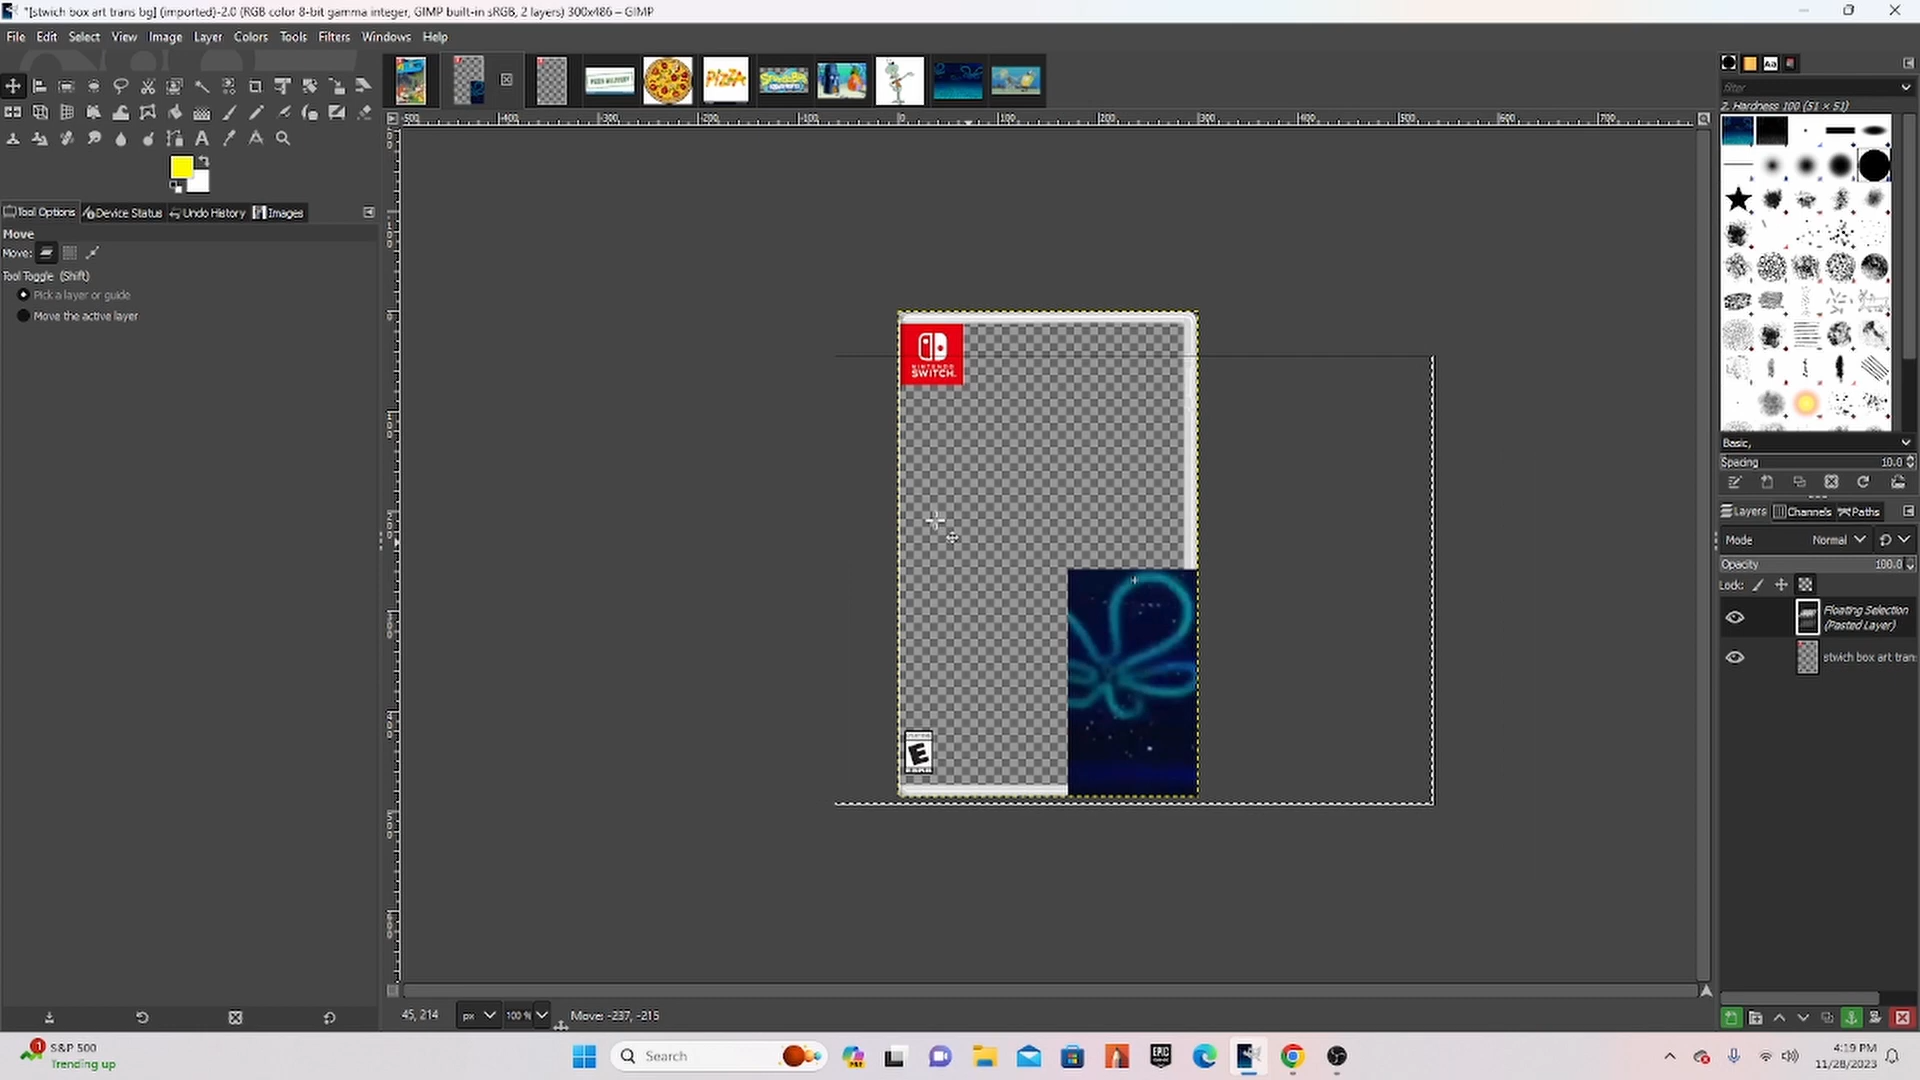 *[stwich box art trans bg] (imported)-2.0 (RGB color 8-bit gamma integer, GIMP built-in sRGB, 2 layers) 300x486 – GIMP
File Edit Select View Image Layer Colors Tools Filters Windows Help
filter
2. Hardness 100 (51 × 51)
Tool Options Device Status Undo History Images
Move
Move:
Tool Toggle (Shift)
Pick a layer or guide
Move the active layer
NINTENDO
SWITCH.
PIZZA
E
Basic,
Spacing 10.0
Layers Channels Paths
Mode Normal
Opacity 100.0
Lock:
Floating Selection
(Pasted Layer)
stwich box art tran
45, 214 px 100 % Move: -237, -215
1 S&P 500
Trending up
Search
EPIC
4:19 PM
11/28/2023